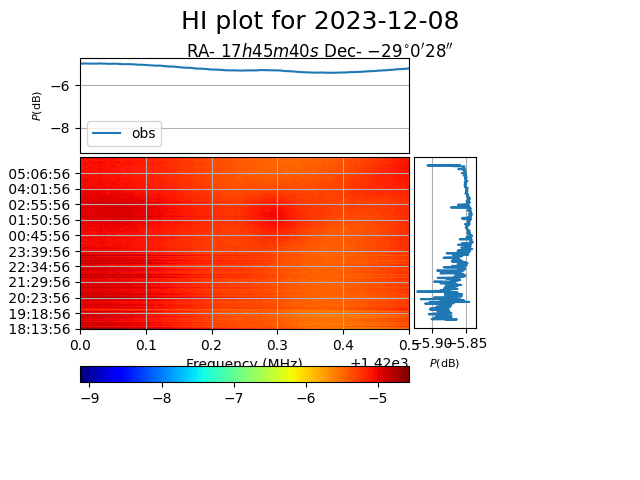 HI plot for 2023-12-08
RA- 17h45m40s Dec- −29°0′28″
P(dB)
−6
−8
obs
05:06:56
04:01:56
02:55:56
01:50:56
00:45:56
23:39:56
22:34:56
21:29:56
20:23:56
19:18:56
18:13:56
0.0 0.1 0.2 0.3 0.4 0.5
Frequency (MHz) +1.42e3
−5.90 −5.85
P(dB)
−9 −8 −7 −6 −5